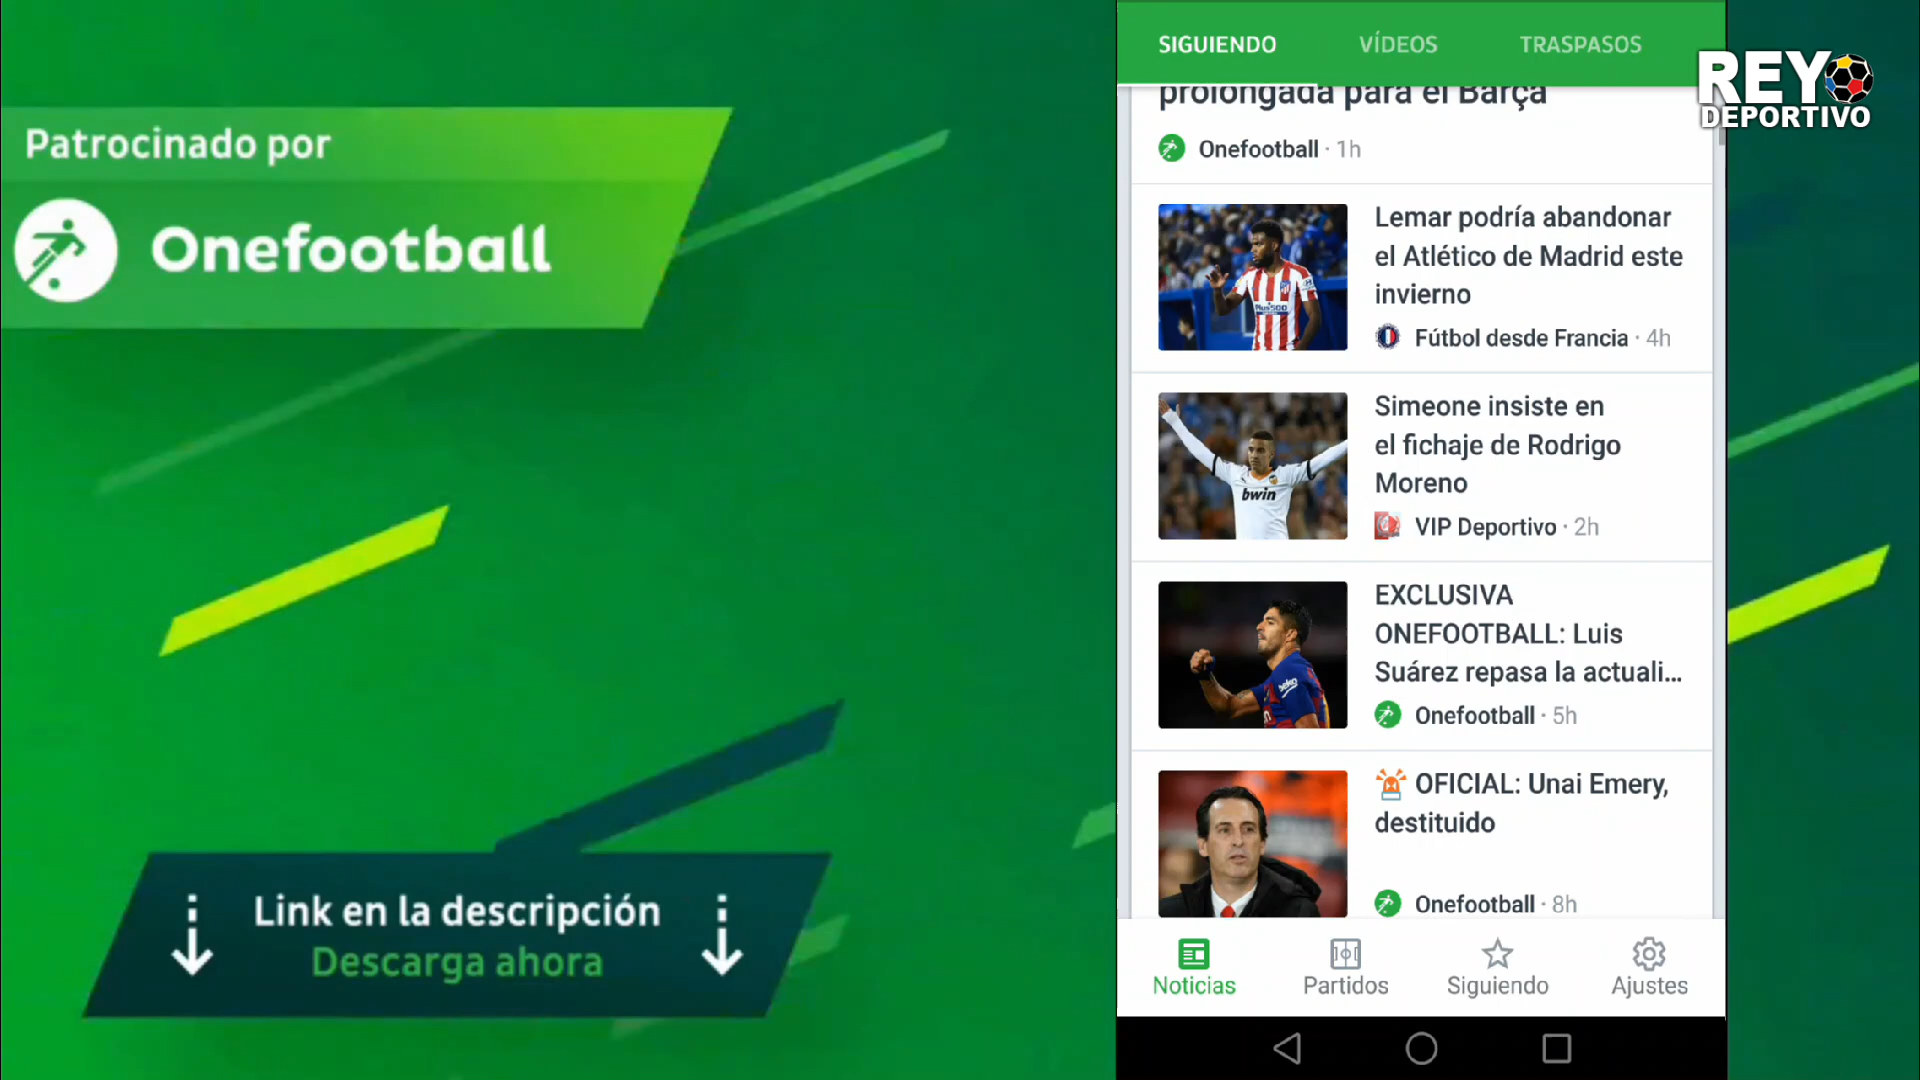 Patrocinado por
Onefootball
Link en la descripción
Descarga ahora
SIGUIENDO VÍDEOS TRASPASOS
REY
DEPORTIVO
prolongada para el Barça
Onefootball · 1h
Lemar podría abandonar
el Atlético de Madrid este
invierno
Fútbol desde Francia · 4h
Plus500
Simeone insiste en
el fichaje de Rodrigo
Moreno
VIP Deportivo · 2h
bwin
EXCLUSIVA
ONEFOOTBALL: Luis
Suárez repasa la actuali...
Onefootball · 5h
beko
OFICIAL: Unai Emery,
destituido
Onefootball · 8h
Noticias Partidos Siguiendo Ajustes